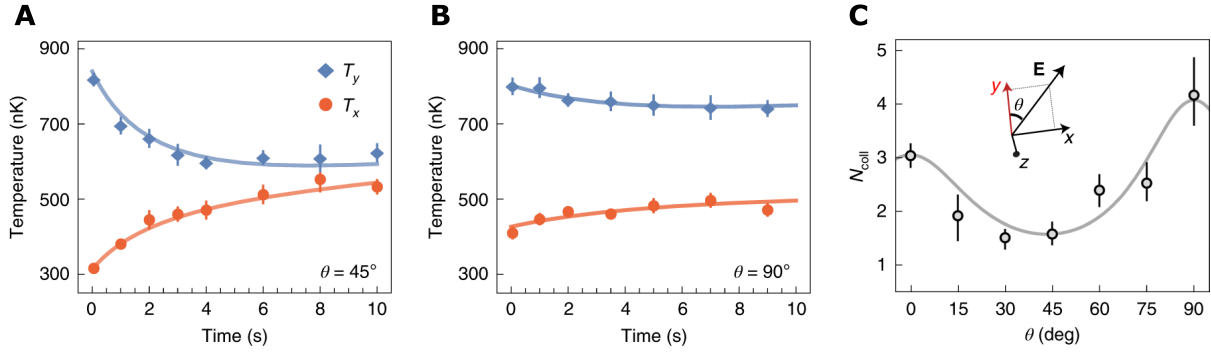 A
Temperature (nK)
900
700
500
300
T_y
T_x
θ = 45°
0 2 4 6 8 10
Time (s)
B
Temperature (nK)
900
700
500
300
θ = 90°
0 2 4 6 8 10
Time (s)
C
N_coll
5
4
3
2
1
E
y
θ
x
z
0 15 30 45 60 75 90
θ (deg)